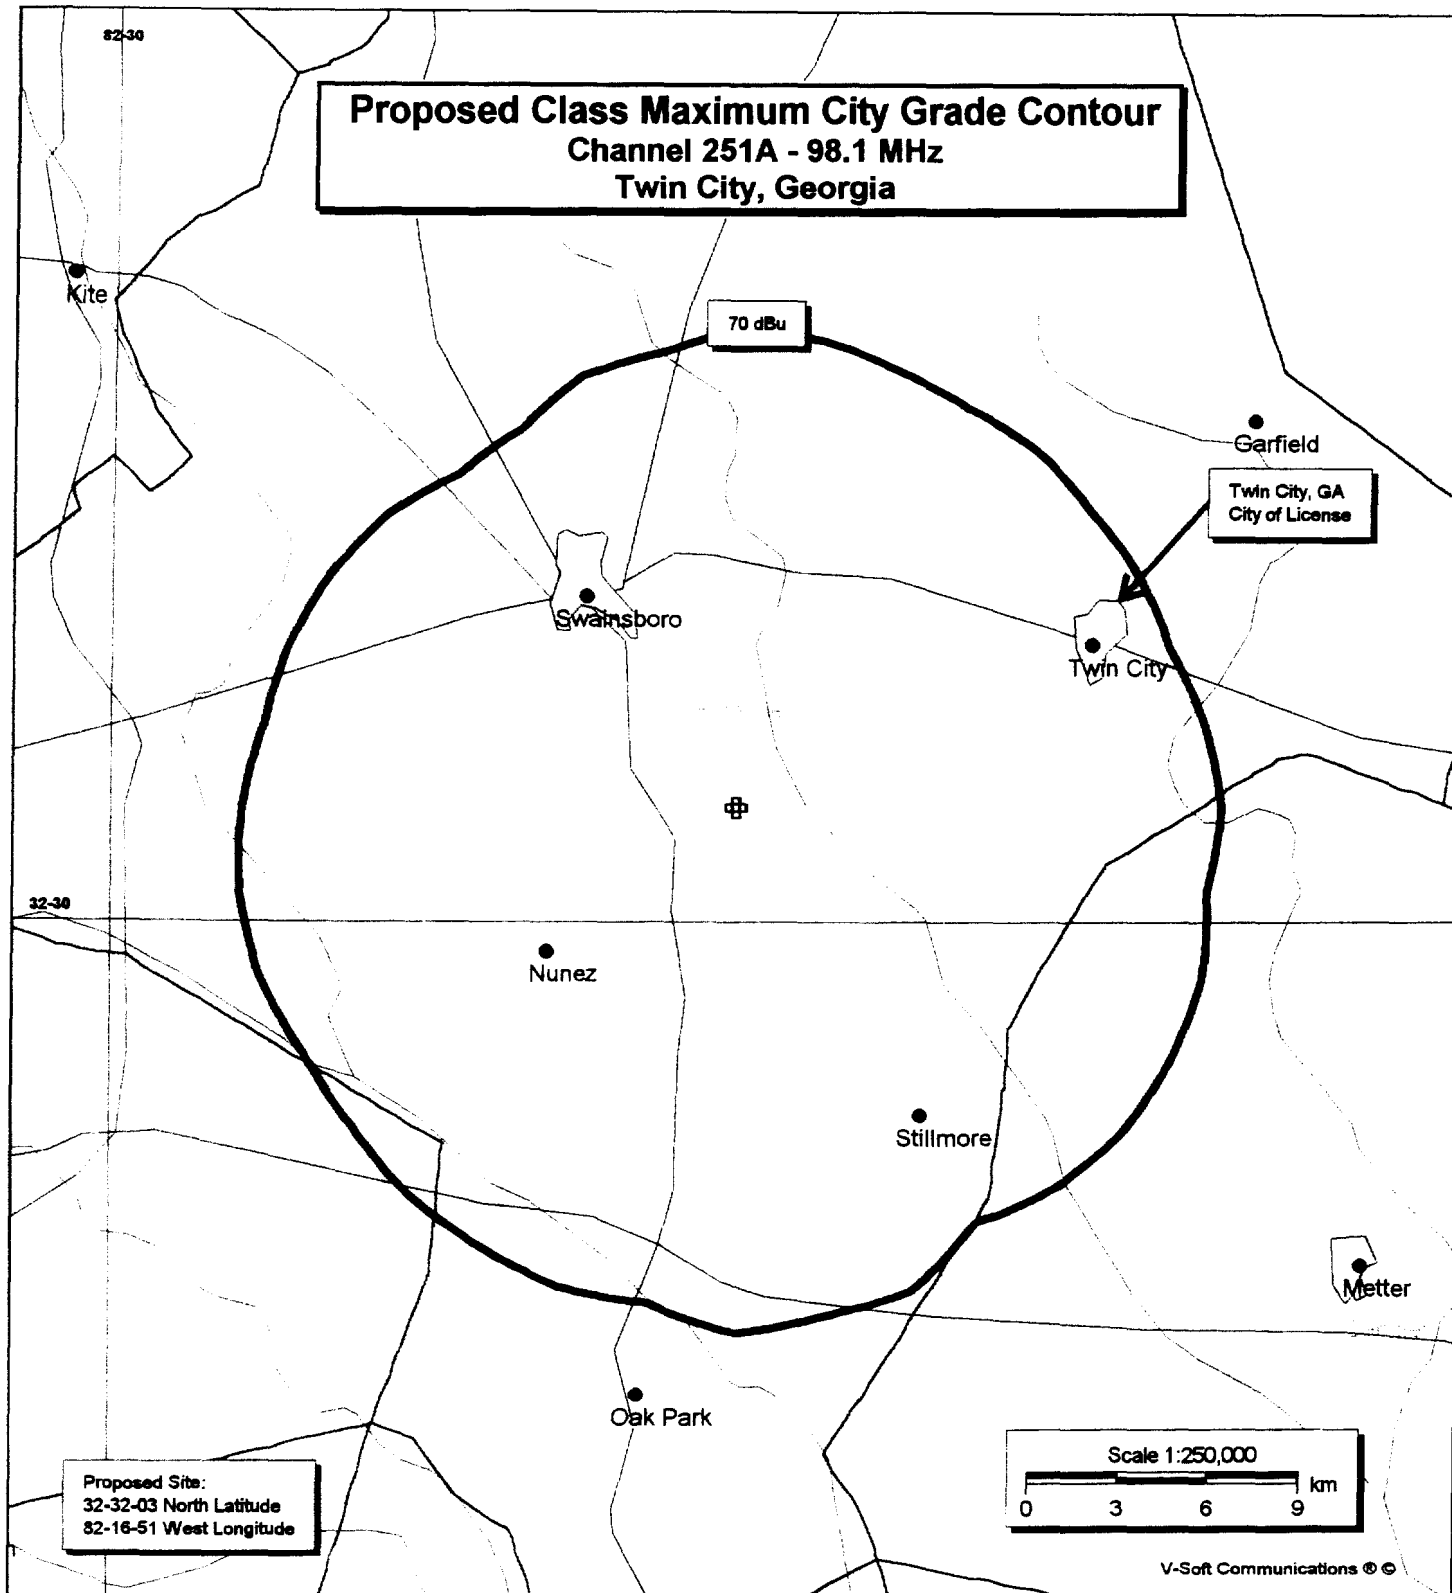 82-30
Proposed Class Maximum City Grade Contour
Channel 251A - 98.1 MHz
Twin City, Georgia
Kite
70 dBu
Garfield
Twin City, GA
City of License
Swainsboro
Twin City
32-30
Nunez
Stillmore
Metter
Oak Park
Scale 1:250,000
km
0 3 6 9
Proposed Site:
32-32-03 North Latitude
82-16-51 West Longitude
V-Soft Communications ® ©